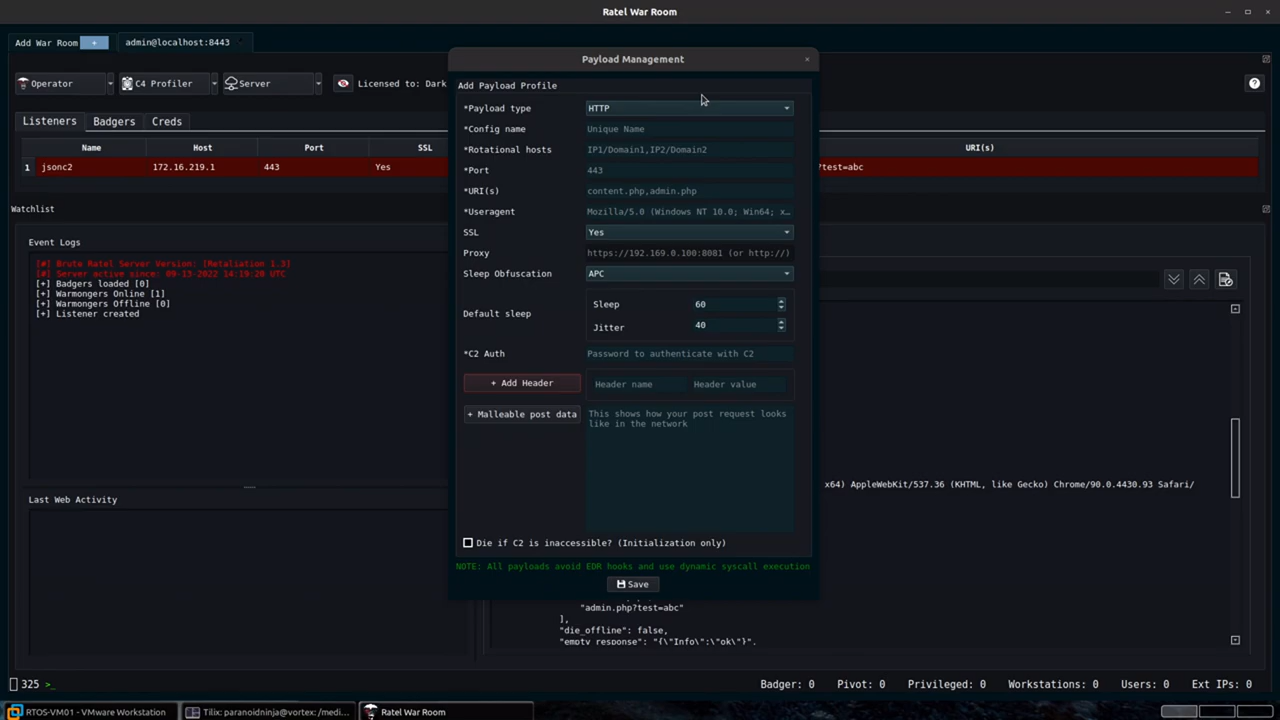 Ratel War Room
Add War Room +
admin@localhost:8443
Operator
C4 Profiler
Server
Licensed to: Dark
Listeners
Badgers
Creds
Name
Host
Port
SSL
URI(s)
1 jsonc2
172.16.219.1
443
Yes
?test=abc
Watchlist
Event Logs
[#] Brute Ratel Server Version: [Retaliation 1.3]
[#] Server active since: 09-13-2022 14:19:20 UTC
[+] Badgers loaded [0]
[+] Warmongers Online [1]
[+] Warmongers Offline [0]
[+] Listener created
Last Web Activity
Payload Management
Add Payload Profile
*Payload type
HTTP
*Config name
Unique Name
*Rotational hosts
IP1/Domain1,IP2/Domain2
*Port
443
*URI(s)
content.php,admin.php
*Useragent
Mozilla/5.0 (Windows NT 10.0; Win64; x…
SSL
Yes
Proxy
https://192.169.0.100:8081 (or http://)
Sleep Obfuscation
APC
Default sleep
Sleep
60
Jitter
40
*C2 Auth
Password to authenticate with C2
+ Add Header
Header name
Header value
+ Malleable post data
This shows how your post request looks
like in the network
Die if C2 is inaccessible? (Initialization only)
NOTE: All payloads avoid EDR hooks and use dynamic syscall execution
Save
x64) AppleWebKit/537.36 (KHTML, like Gecko) Chrome/90.0.4430.93 Safari/
"admin.php?test=abc"
],
"die_offline": false,
"empty_response": "{\"Info\":\"ok\"}".
325 >_
Badger: 0
Pivot: 0
Privileged: 0
Workstations: 0
Users: 0
Ext IPs: 0
RTOS-VM01 - VMware Workstation
Tilix: paranoidninja@vortex: /medi...
Ratel War Room